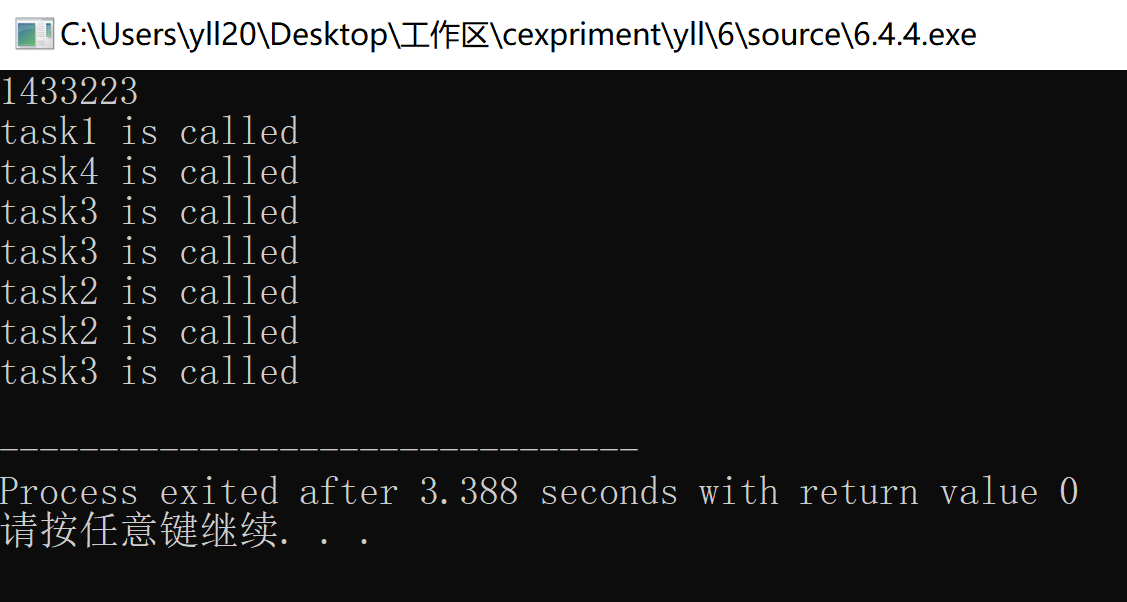 C:\Users\yll20\Desktop\工作区\cexpriment\yll\6\source\6.4.4.exe
1433223
task1 is called
task4 is called
task3 is called
task3 is called
task2 is called
task2 is called
task3 is called
--------------------------------
Process exited after 3.388 seconds with return value 0
请按任意键继续. . .